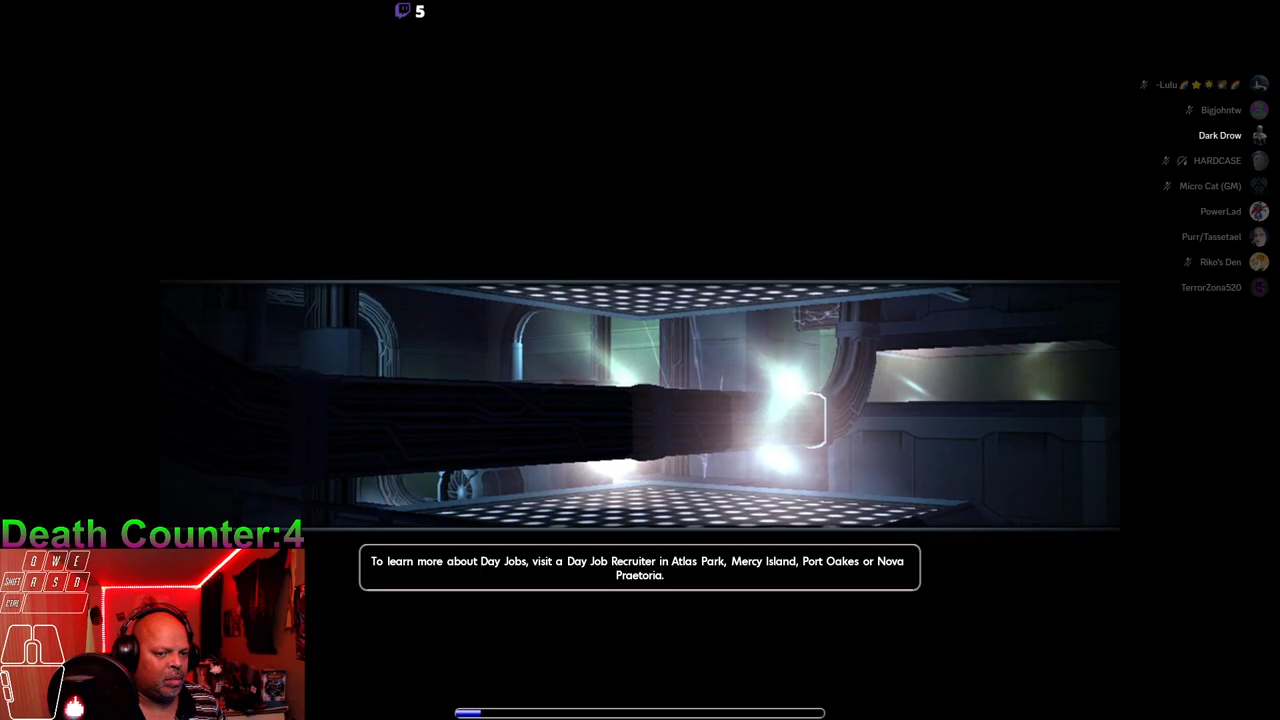 5
-Lulu🌈⭐☀️💥🌈
Bigjohntw
Dark Drow
HARDCASE
Micro Cat (GM)
PowerLad
Purr/Tassetael
Riko's Den
TerrorZona520
Death Counter:4
Q W E
SHIFT A S D
CTRL
To learn more about Day Jobs, visit a Day Job Recruiter in Atlas Park, Mercy Island, Port Oakes or Nova
Praetoria.